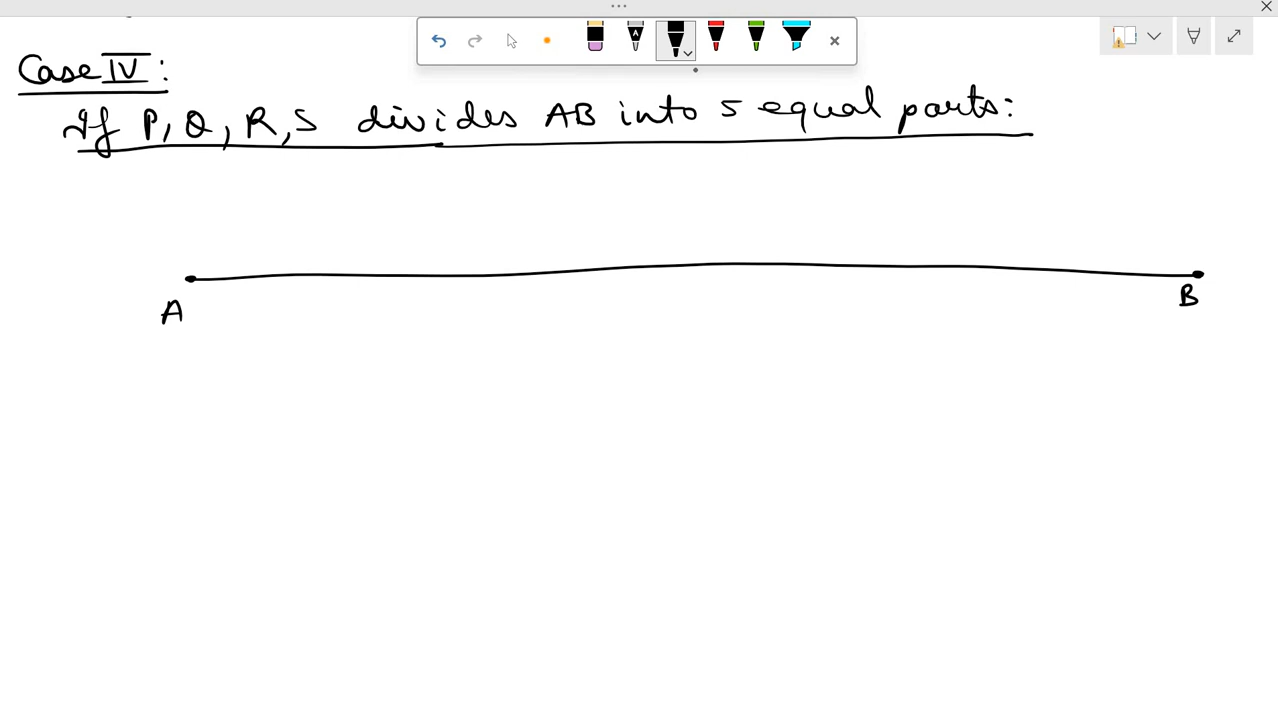 Case IV :
If P, Q, R, S divides AB into 5 equal parts:
A
B